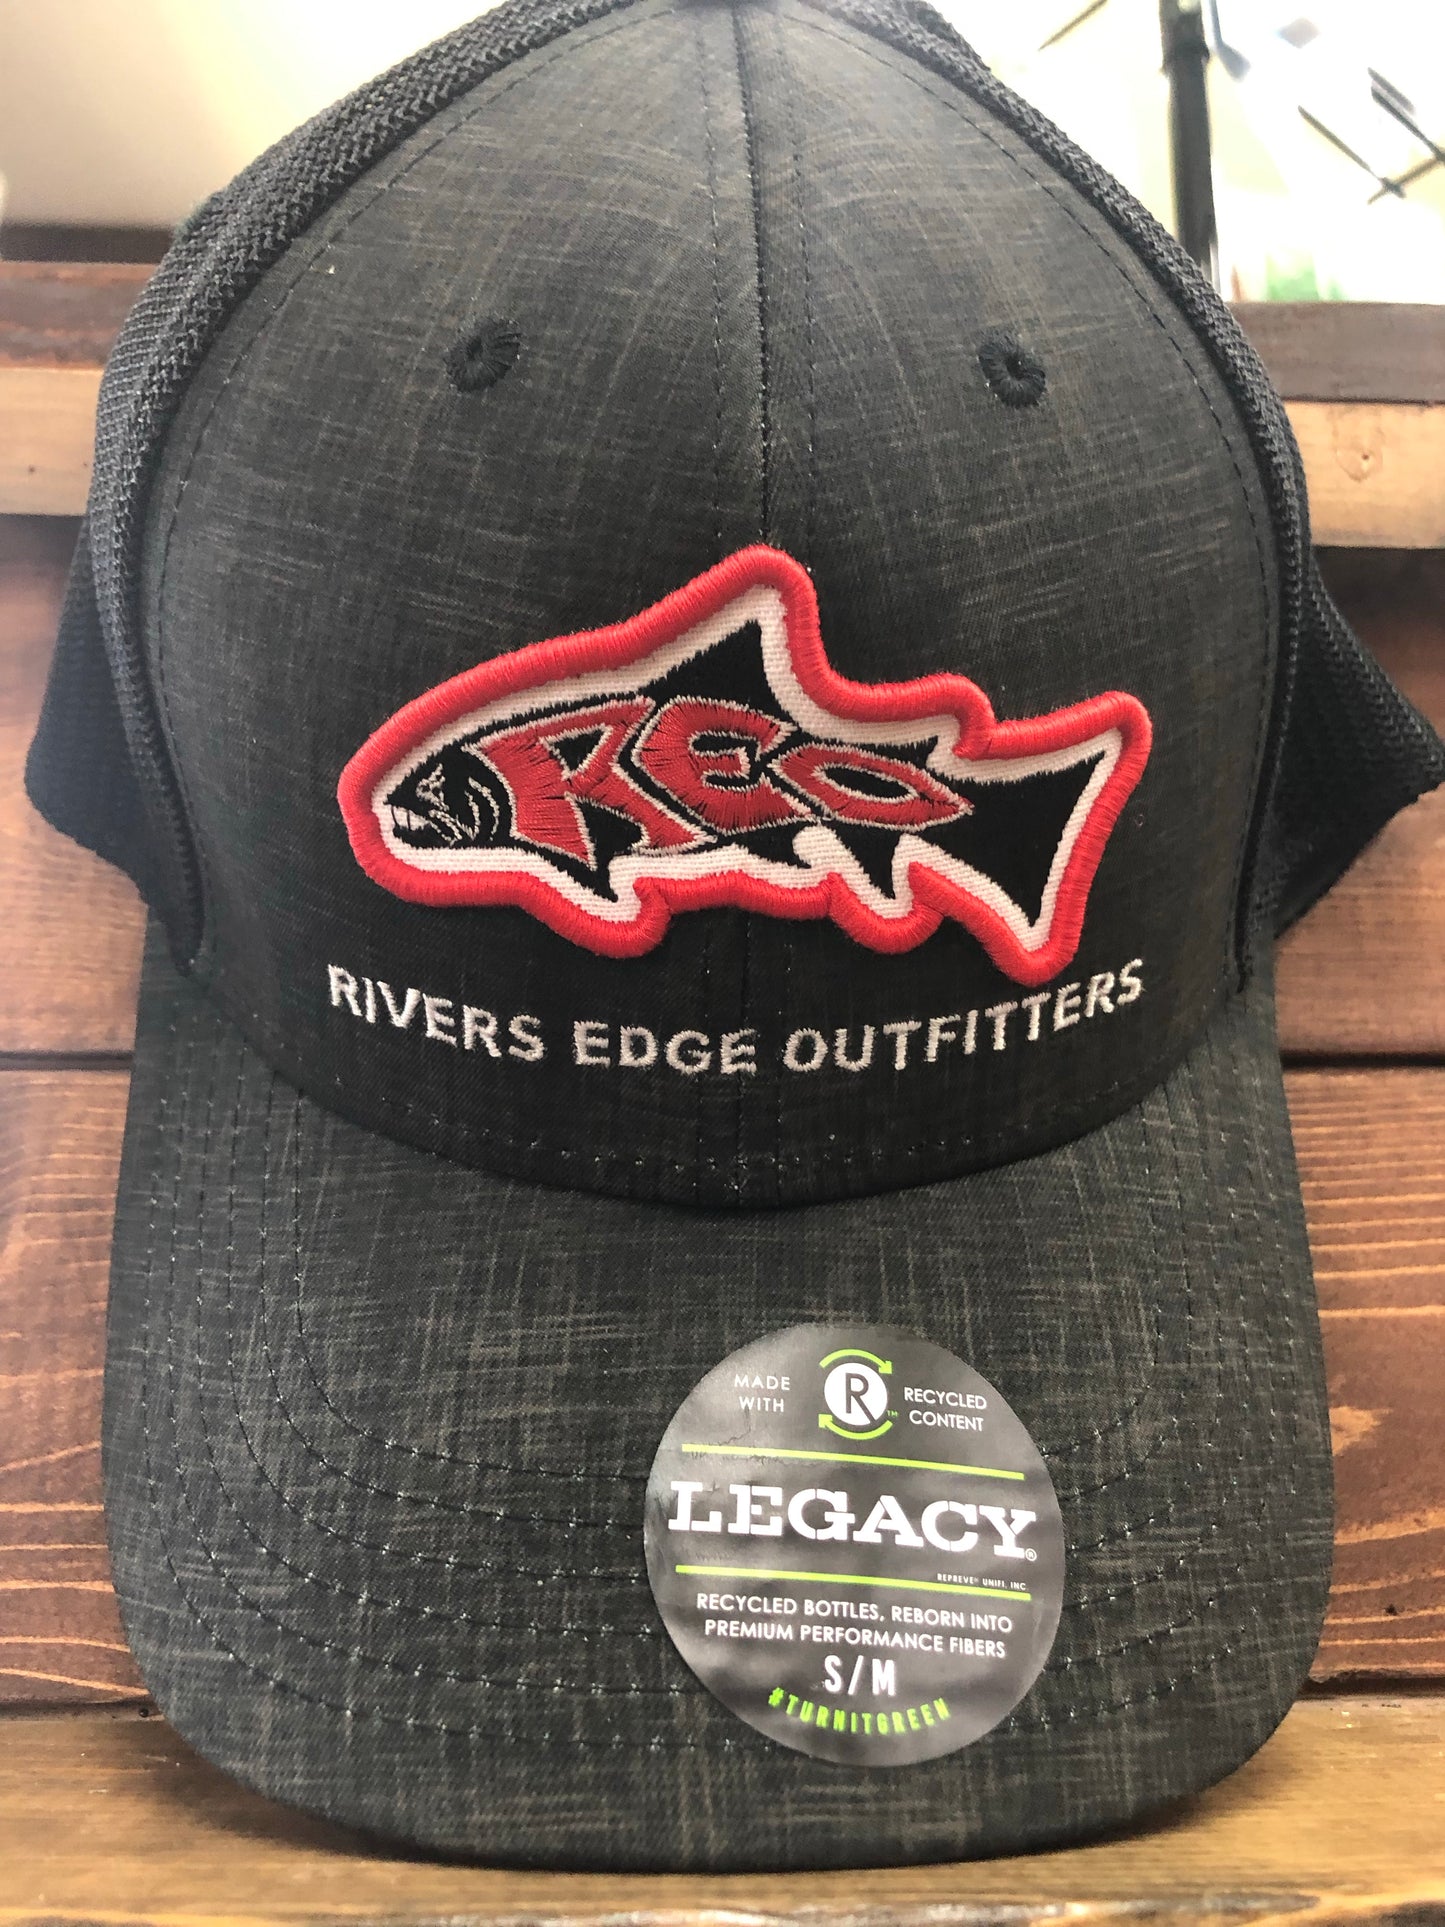 REO
RIVERS EDGE OUTFITTERS
MADE WITH
R™
RECYCLED CONTENT
LEGACY®
REPREVE® UNIFI, INC
RECYCLED BOTTLES, REBORN INTO
PREMIUM PERFORMANCE FIBERS
S/M
#TURNITGREEN